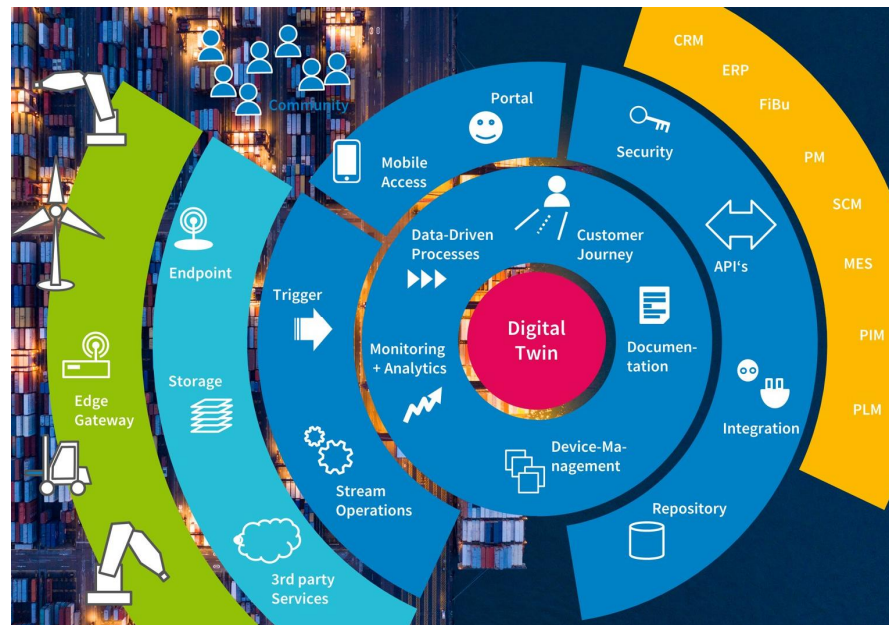 Community
CRM
ERP
FiBu
PM
SCM
MES
PIM
PLM
Portal
Mobile
Access
Security
API's
Integration
Repository
Data-Driven
Processes
Customer
Journey
Documen-
tation
Device-Ma-
nagement
Monitoring
+ Analytics
Digital
Twin
Trigger
Stream
Operations
Endpoint
Storage
3rd party
Services
Edge
Gateway